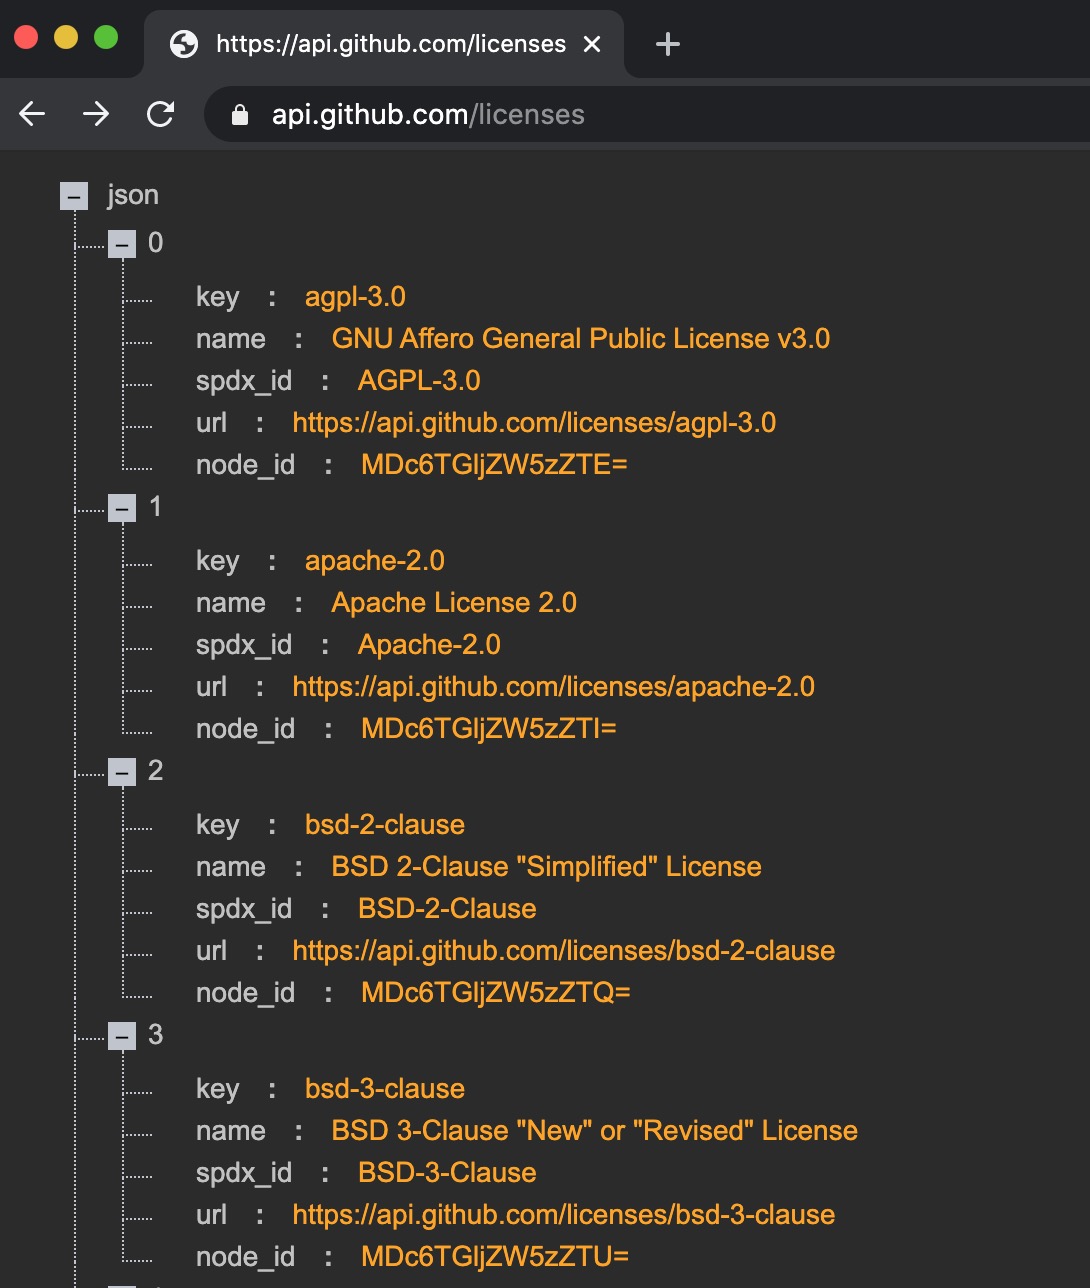 https://api.github.com/licenses
api.github.com/licenses
json
0
key : agpl-3.0
name : GNU Affero General Public License v3.0
spdx_id : AGPL-3.0
url : https://api.github.com/licenses/agpl-3.0
node_id : MDc6TGljZW5zZTE=
1
key : apache-2.0
name : Apache License 2.0
spdx_id : Apache-2.0
url : https://api.github.com/licenses/apache-2.0
node_id : MDc6TGljZW5zZTI=
2
key : bsd-2-clause
name : BSD 2-Clause "Simplified" License
spdx_id : BSD-2-Clause
url : https://api.github.com/licenses/bsd-2-clause
node_id : MDc6TGljZW5zZTQ=
3
key : bsd-3-clause
name : BSD 3-Clause "New" or "Revised" License
spdx_id : BSD-3-Clause
url : https://api.github.com/licenses/bsd-3-clause
node_id : MDc6TGljZW5zZTU=